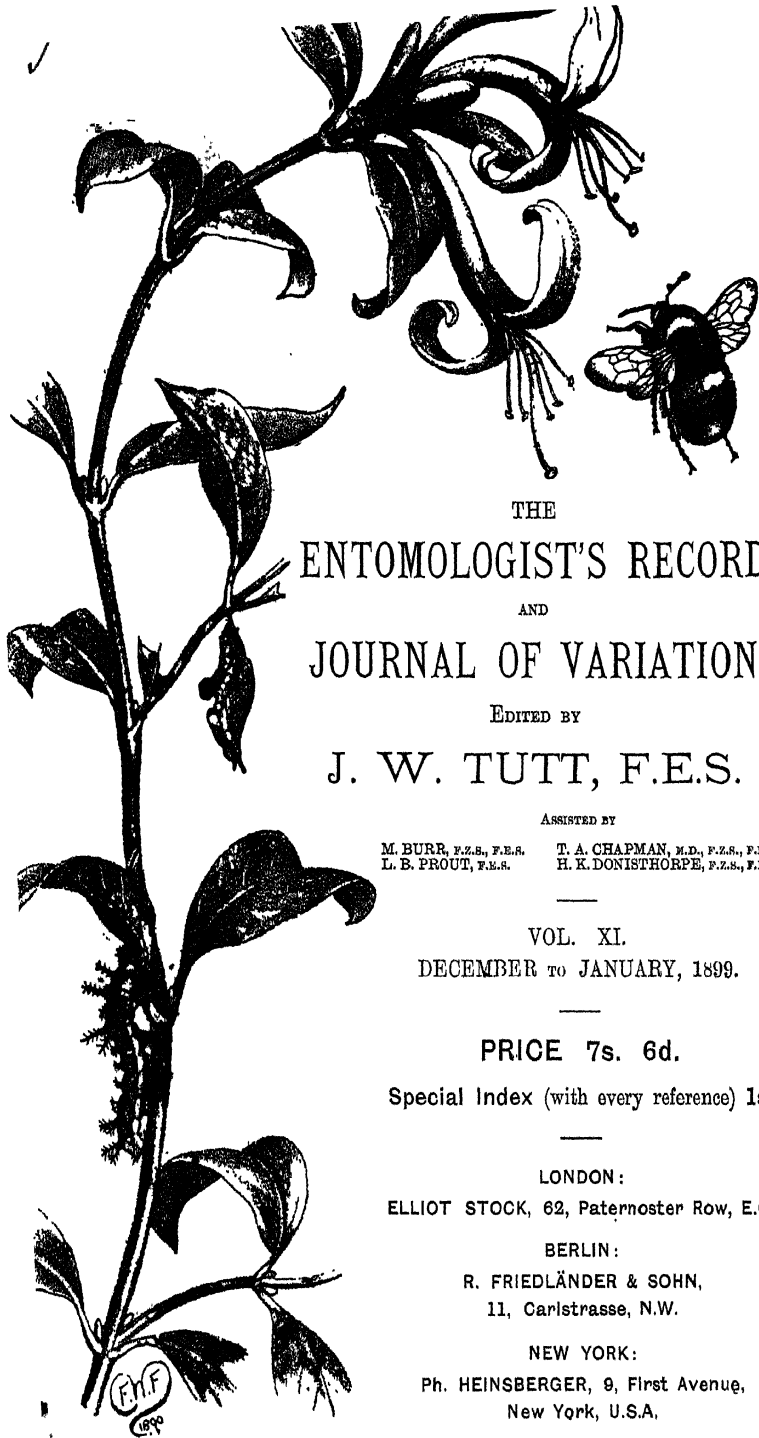 THE
ENTOMOLOGIST'S RECORD
AND
JOURNAL OF VARIATION
EDITED BY
J. W. TUTT, F.E.S.
ASSISTED BY
M. BURR, F.Z.S., F.E.S. T. A. CHAPMAN, M.D., F.Z.S.,
L. B. PROUT, F.E.S. H. K. DONISTHORPE, F.Z.S.,
VOL. XI.
DECEMBER TO JANUARY, 1899.
PRICE 7s. 6d.
Special Index (with every reference)
LONDON:
ELLIOT STOCK, 62, Paternoster Row,
BERLIN:
R. FRIEDLÄNDER & SOHN,
11, Carlstrasse, N.W.
NEW YORK:
Ph. HEINSBERGER, 9, First Avenue,
New York, U.S.A.
F.W.F
1890